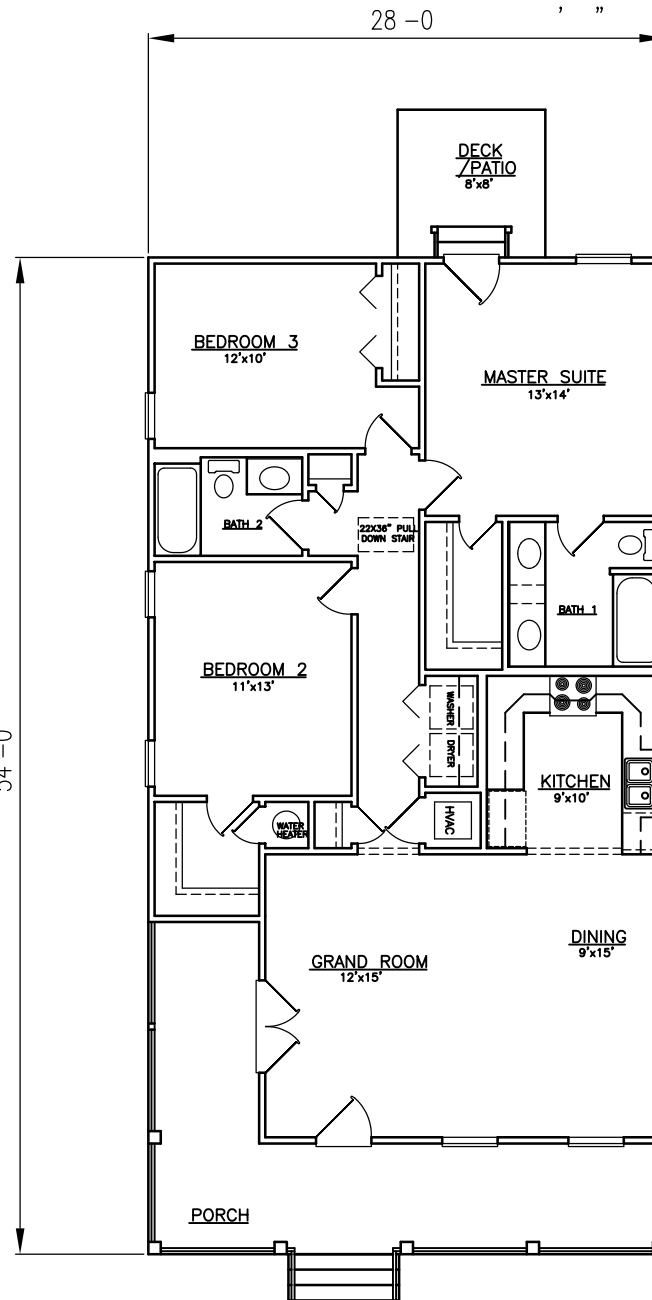 28 -0 ' "
DECK
/PATIO
8'x8'
BEDROOM 3
12'x10'
MASTER SUITE
13'x14'
BATH 2
22X36" PULL
DOWN STAIR
BATH 1
BEDROOM 2
11'x13'
WASHER
DRYER
KITCHEN
9'x10'
WATER
HEATER
HVAC
54 -0
DINING
9'x15'
GRAND ROOM
12'x15'
PORCH